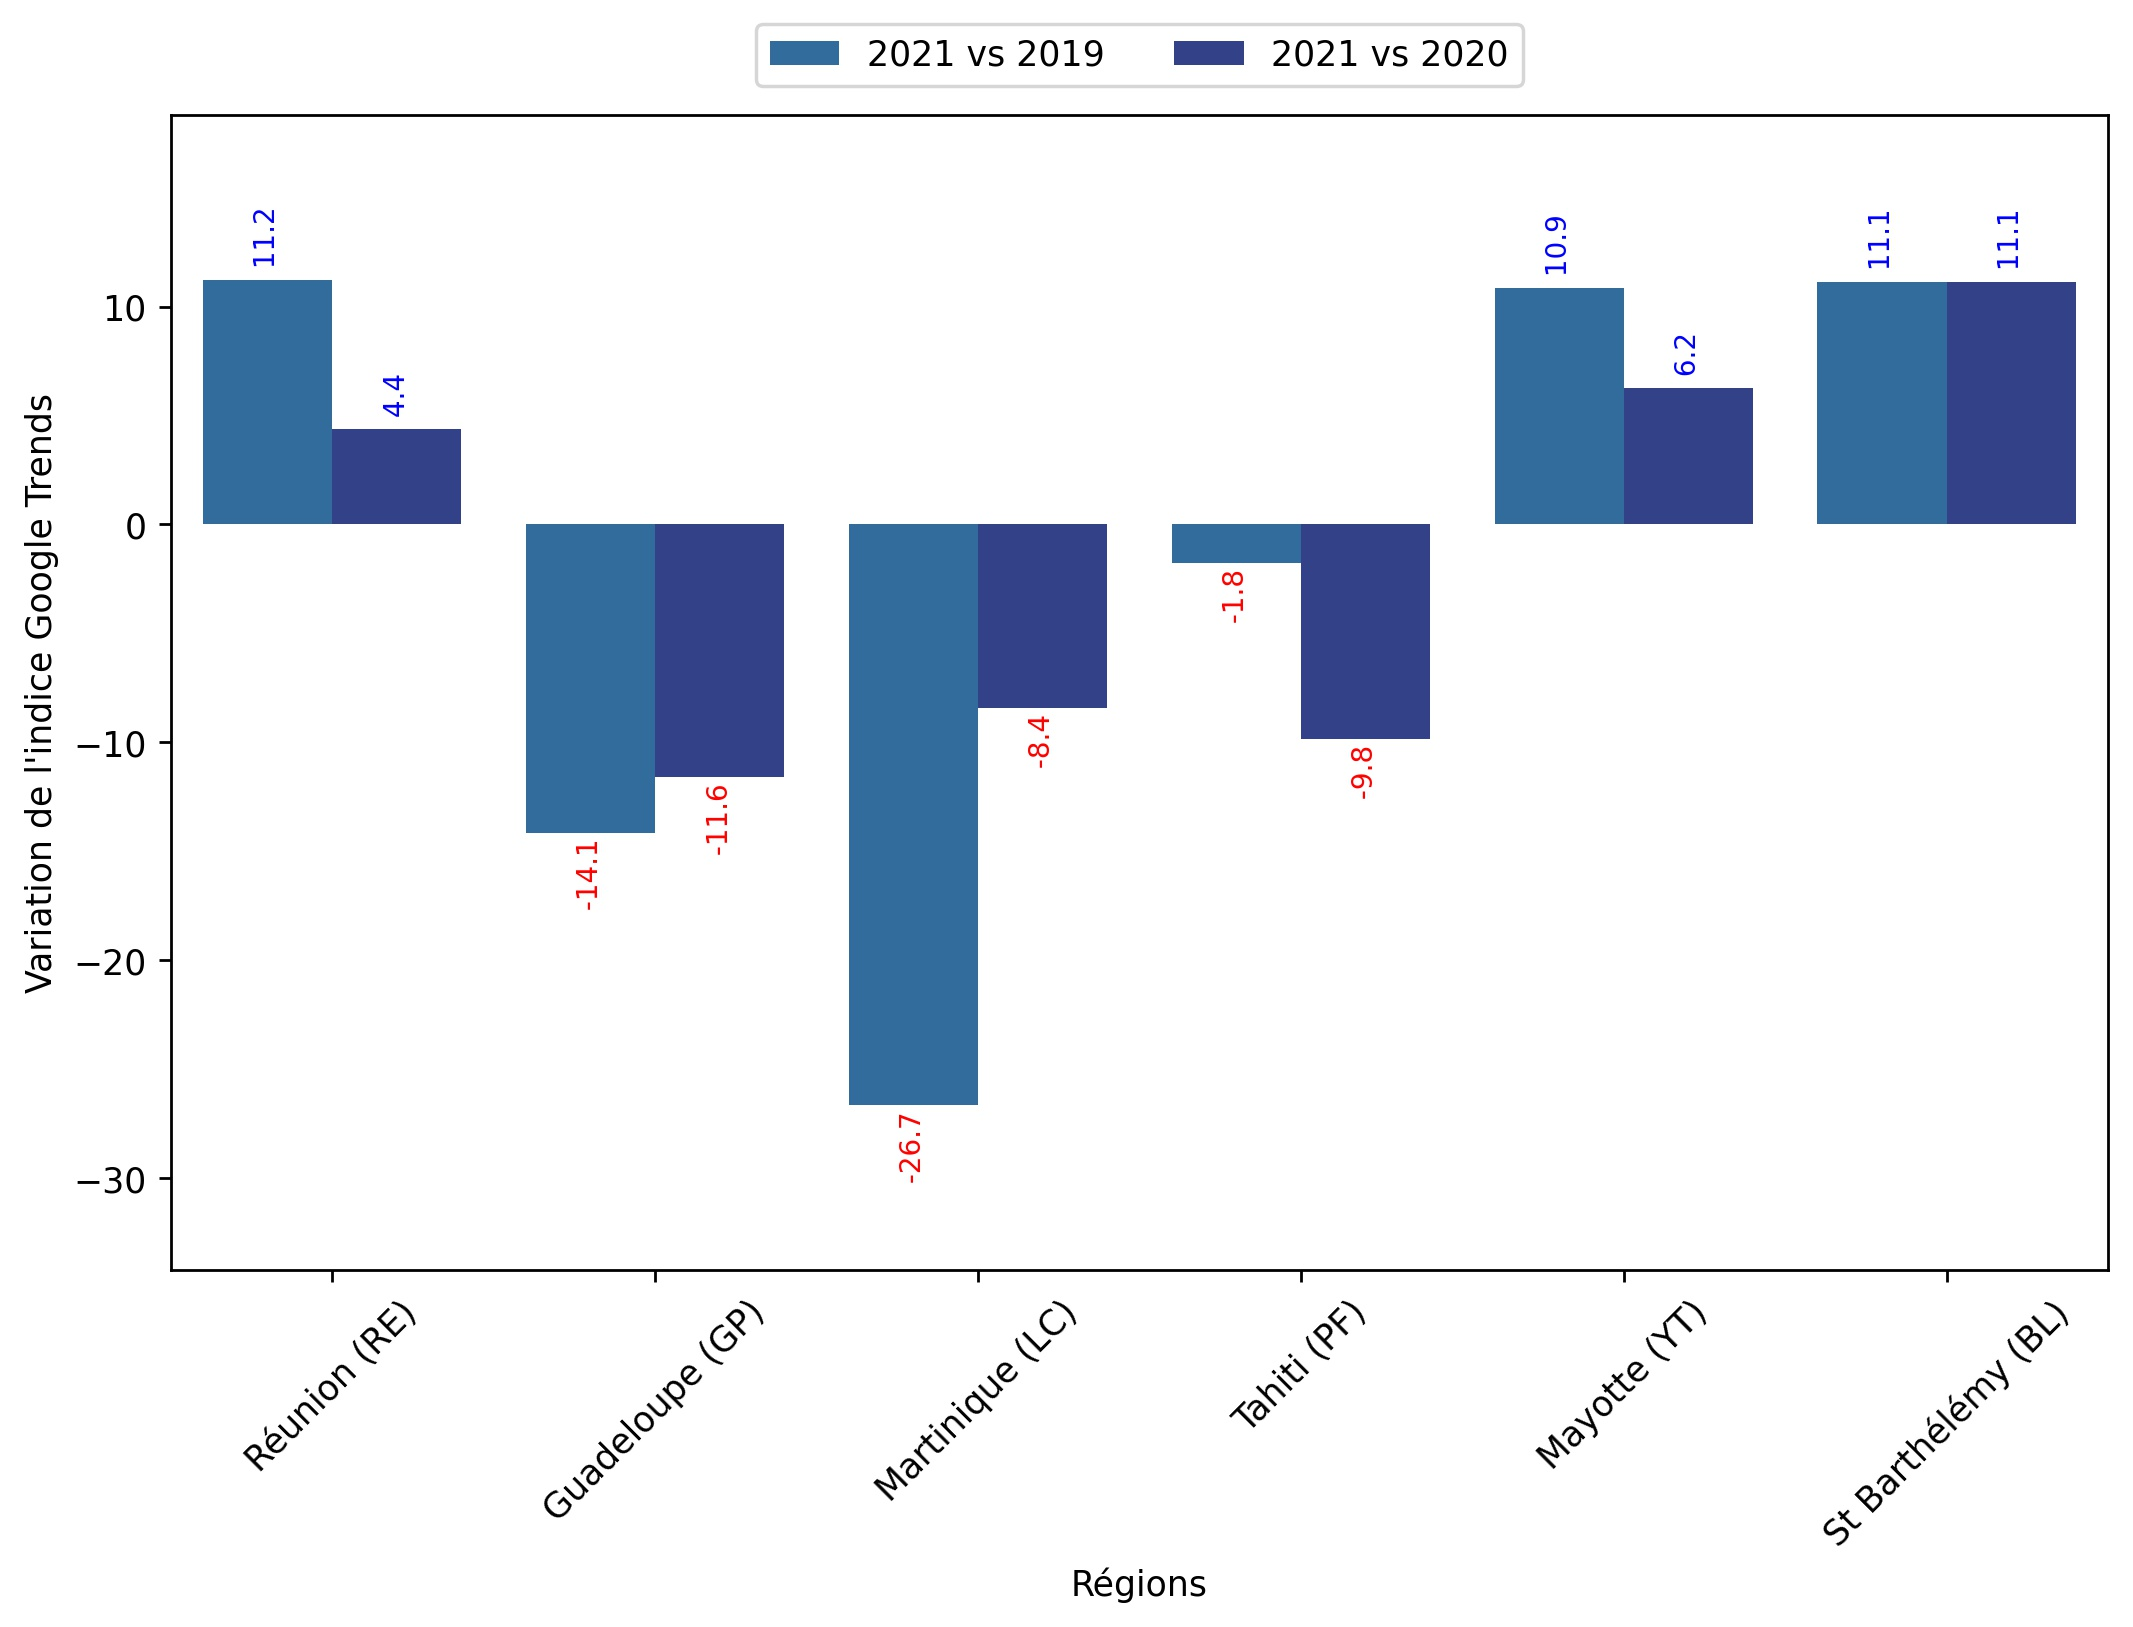 2021 vs 2019
2021 vs 2020
Variation de l'indice Google Trends
10
0
−10
−20
−30
11.2
4.4
-14.1
-11.6
-26.7
-8.4
-1.8
-9.8
10.9
6.2
11.1
11.1
Réunion (RE)
Guadeloupe (GP)
Martinique (LC)
Tahiti (PF)
Mayotte (YT)
St Barthélémy (BL)
Régions